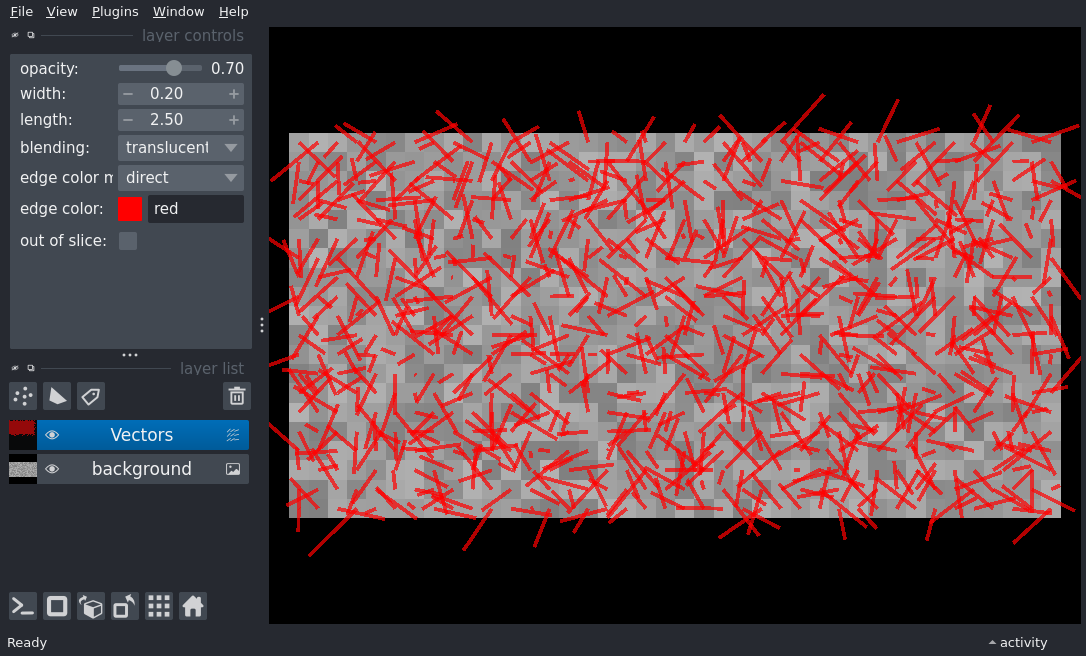 File View Plugins Window Help
layer controls
opacity: 0.70
width: 0.20
length: 2.50
blending: translucent
edge color m direct
edge color: red
out of slice:
layer list
Vectors
background
Ready activity